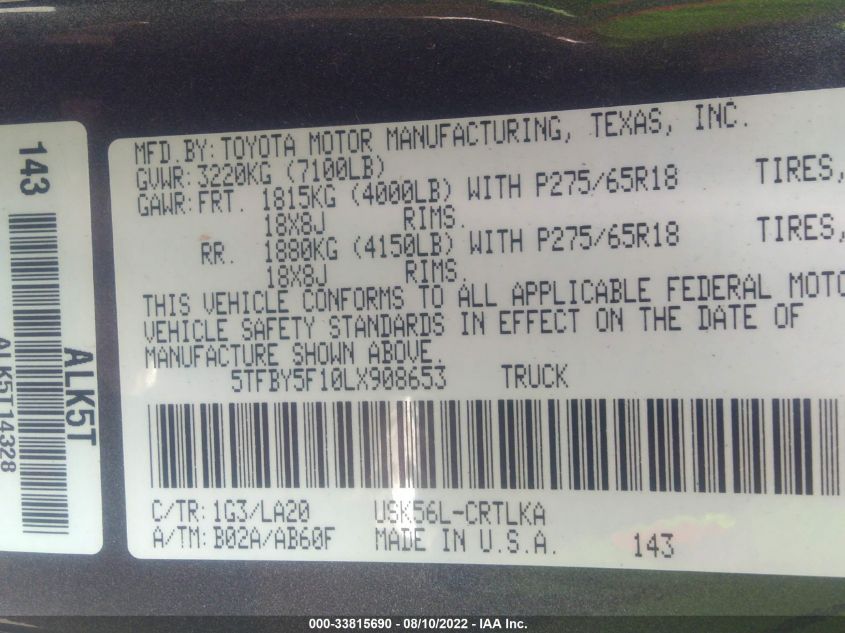 143
ALK5T
ALK5T14328
MFD.BY: TOYOTA MOTOR MANUFACTURING, TEXAS, INC.
GVWR: 3220KG (7100LB)
GAWR: FRT. 1815KG (4000LB) WITH P275/65R18 TIRES,
18X8J RIMS.
RR. 1880KG (4150LB) WITH P275/65R18 TIRES,
18X8J RIMS.
THIS VEHICLE CONFORMS TO ALL APPLICABLE FEDERAL MOTO
VEHICLE SAFETY STANDARDS IN EFFECT ON THE DATE OF
MANUFACTURE SHOWN ABOVE.
5TFBY5F10LX908653 TRUCK
C/TR: 1G3/LA20 USK56L-CRTLKA
A/TM: B02A/AB60F MADE IN U.S.A. 143
000-33815690 - 08/10/2022 - IAA Inc.